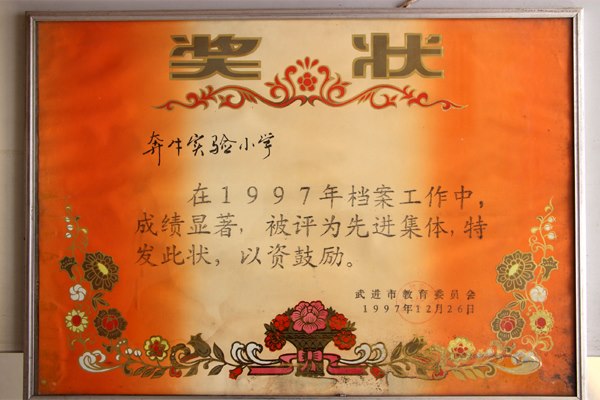 奖状
奔牛实验小学
在1997年档案工作中,
成绩显著,被评为先进集体,特
发此状,以资鼓励。
武进市教育委员会
1997年12月26日